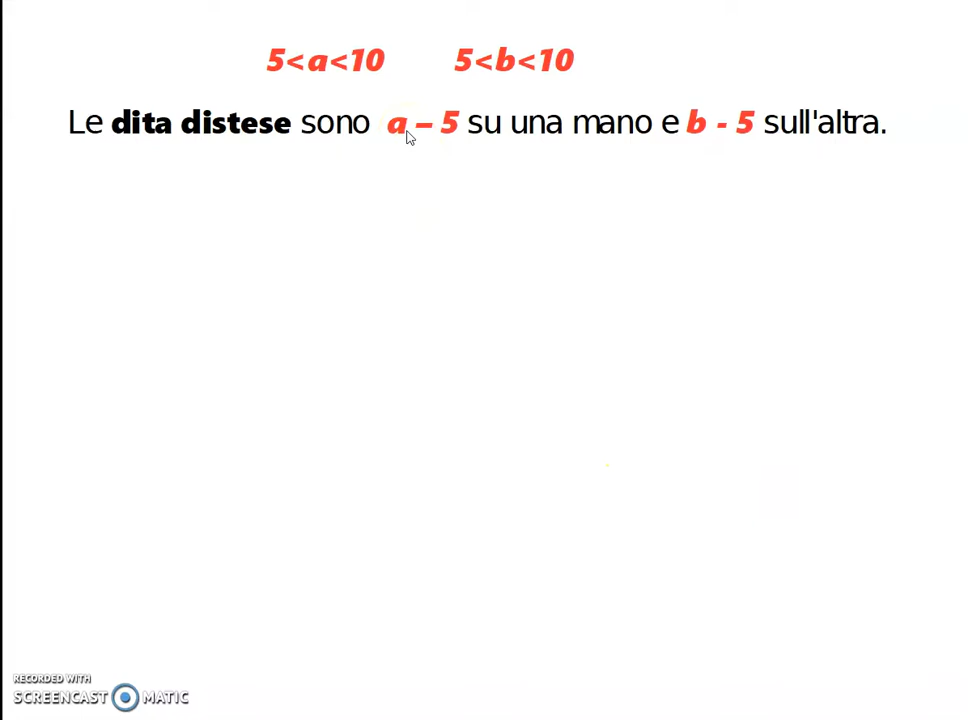 5<a<10 5<b<10
Le dita distese sono a – 5 su una mano e b - 5 sull'altra.
RECORDED WITH
SCREENCAST MATIC